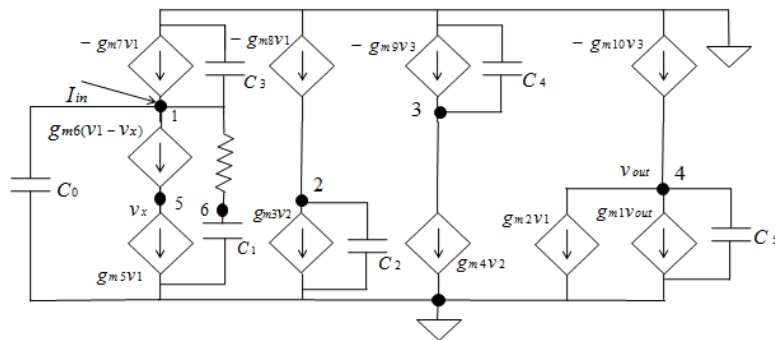 - gm7v1
- gm8v1
- gm9v3
- gm10v3
C3
C4
Iin
1
3
gm6(v1 - vx)
C0
vx
5
6
gm3v2
2
vout
4
C1
gm2v1
gm1vout
C5
gm5v1
C2
gm4v2